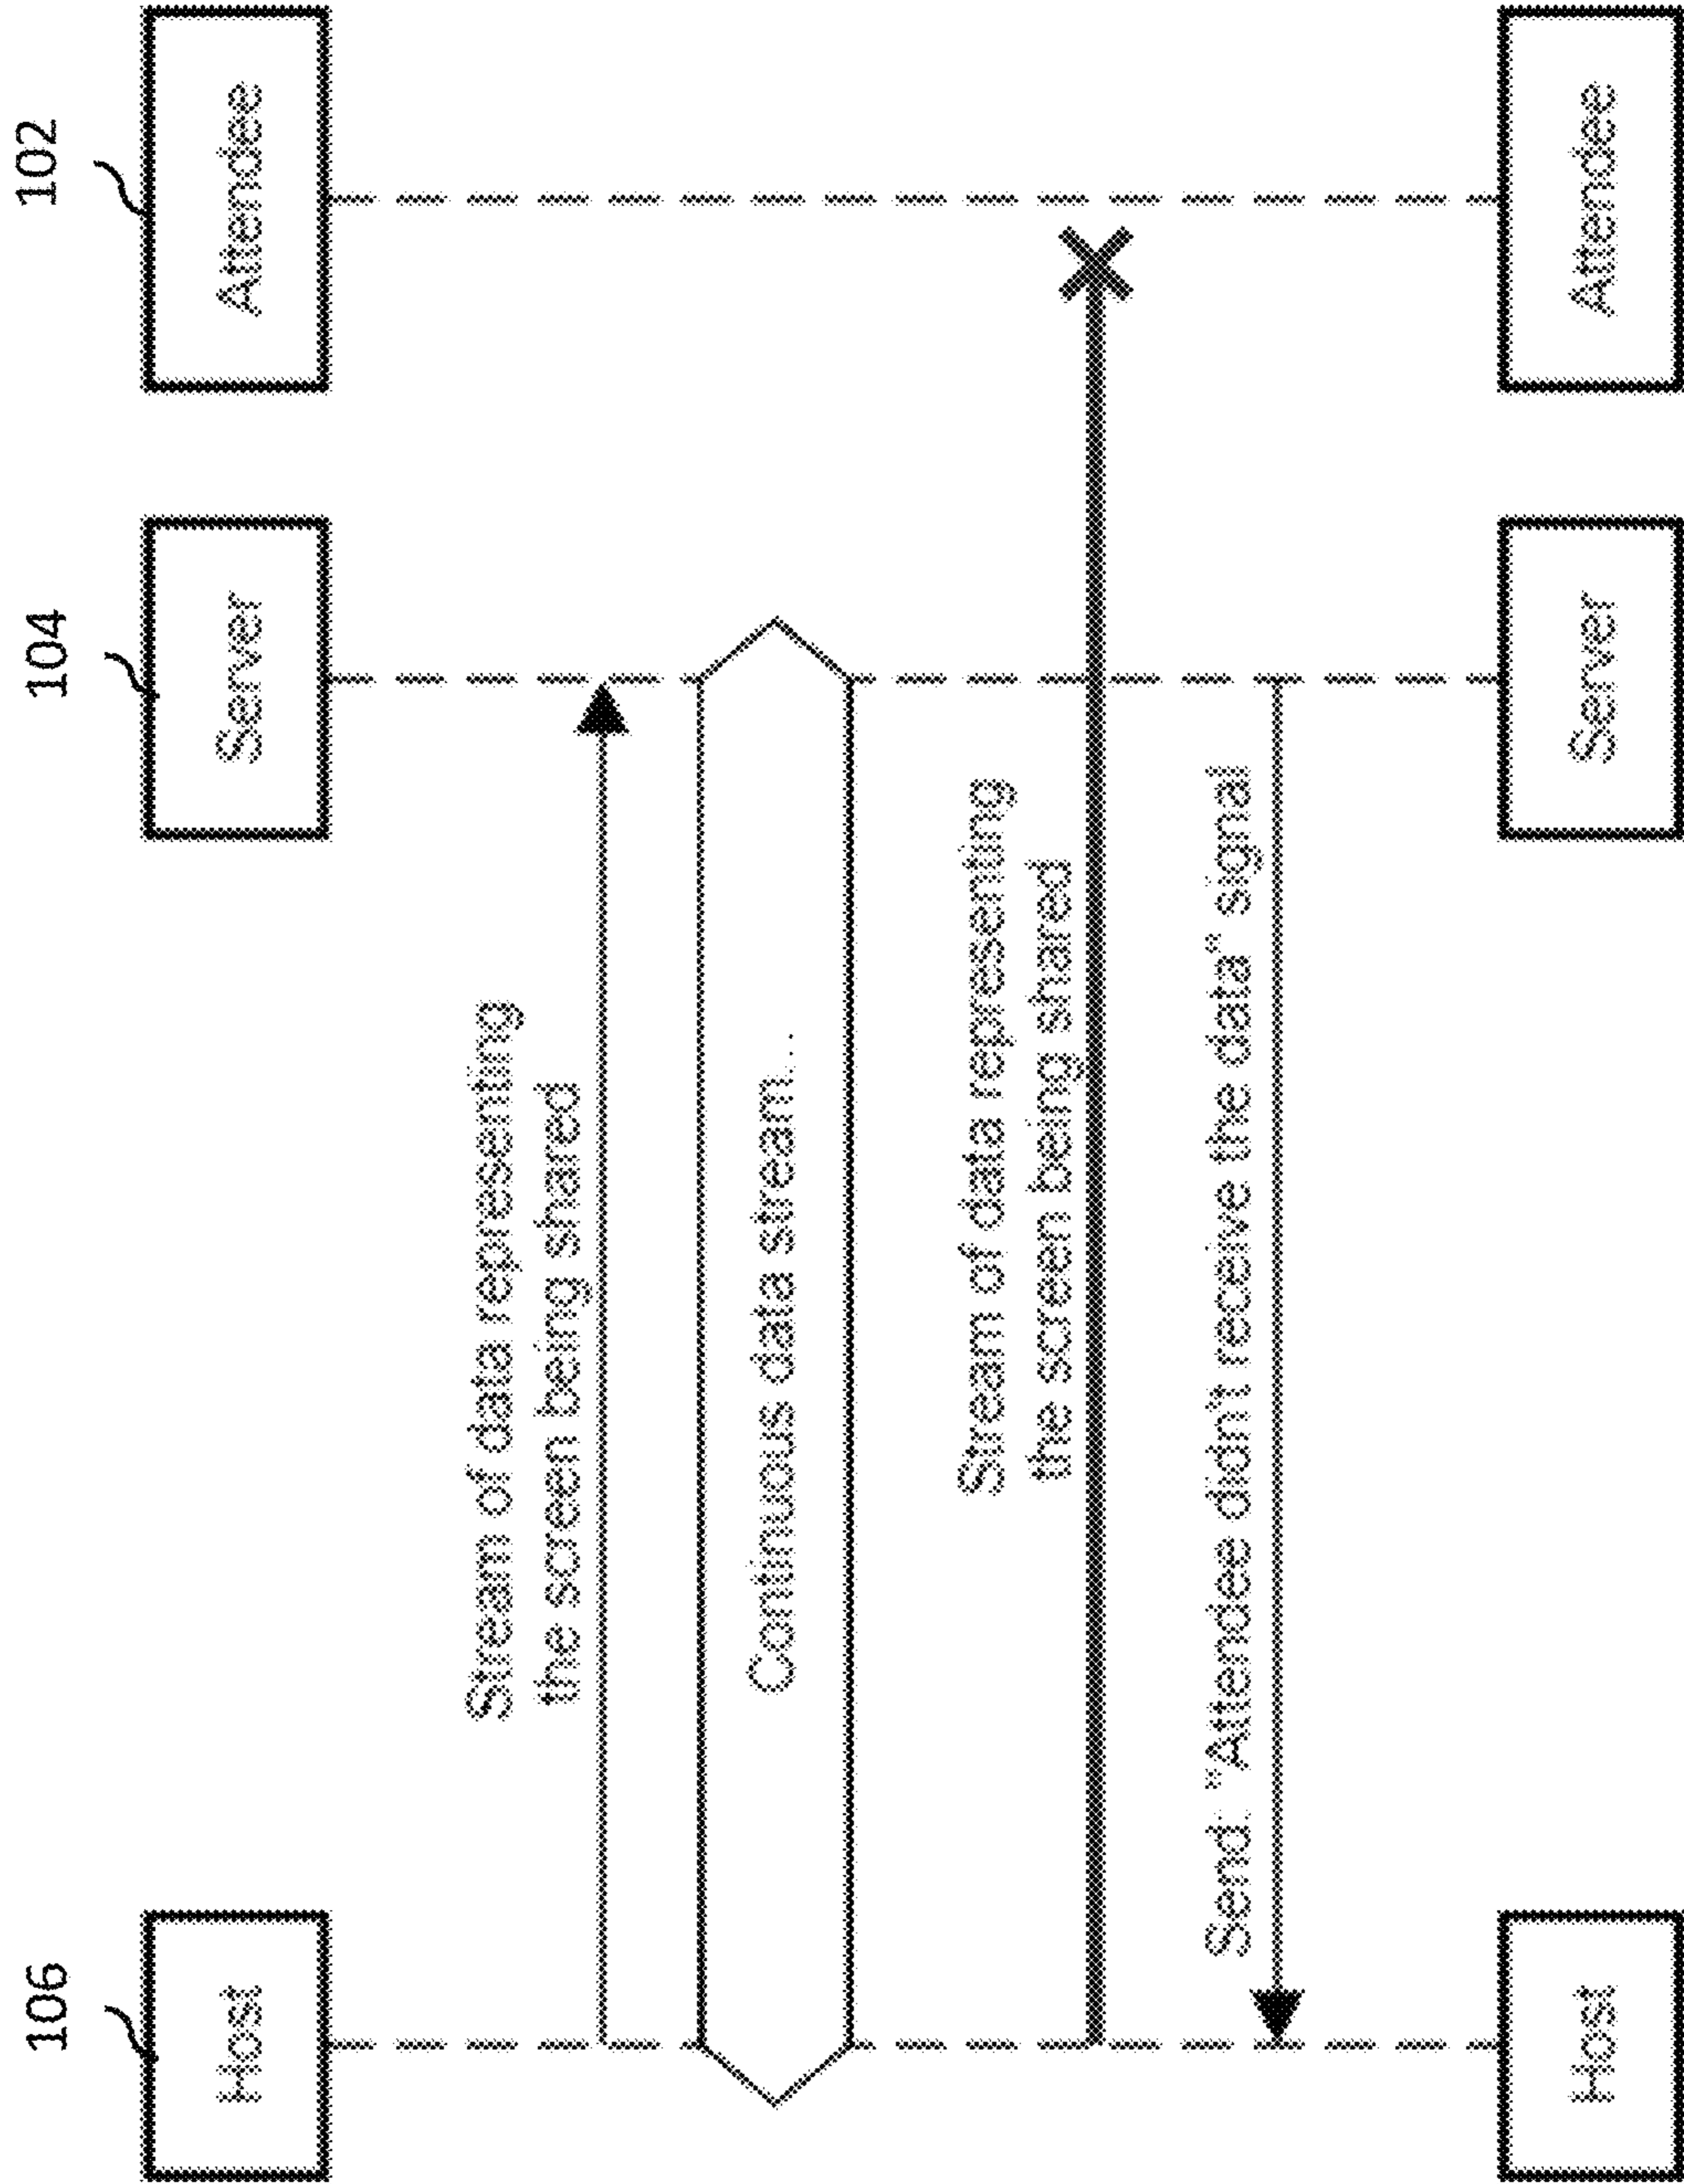 106
104
102
Host
Server
Attendee
Stream of data representing
the screen being shared
Continuous data stream...
Stream of data representing
the screen being shared
Send: "Attendee didn't receive the data" signal
Host
Server
Attendee